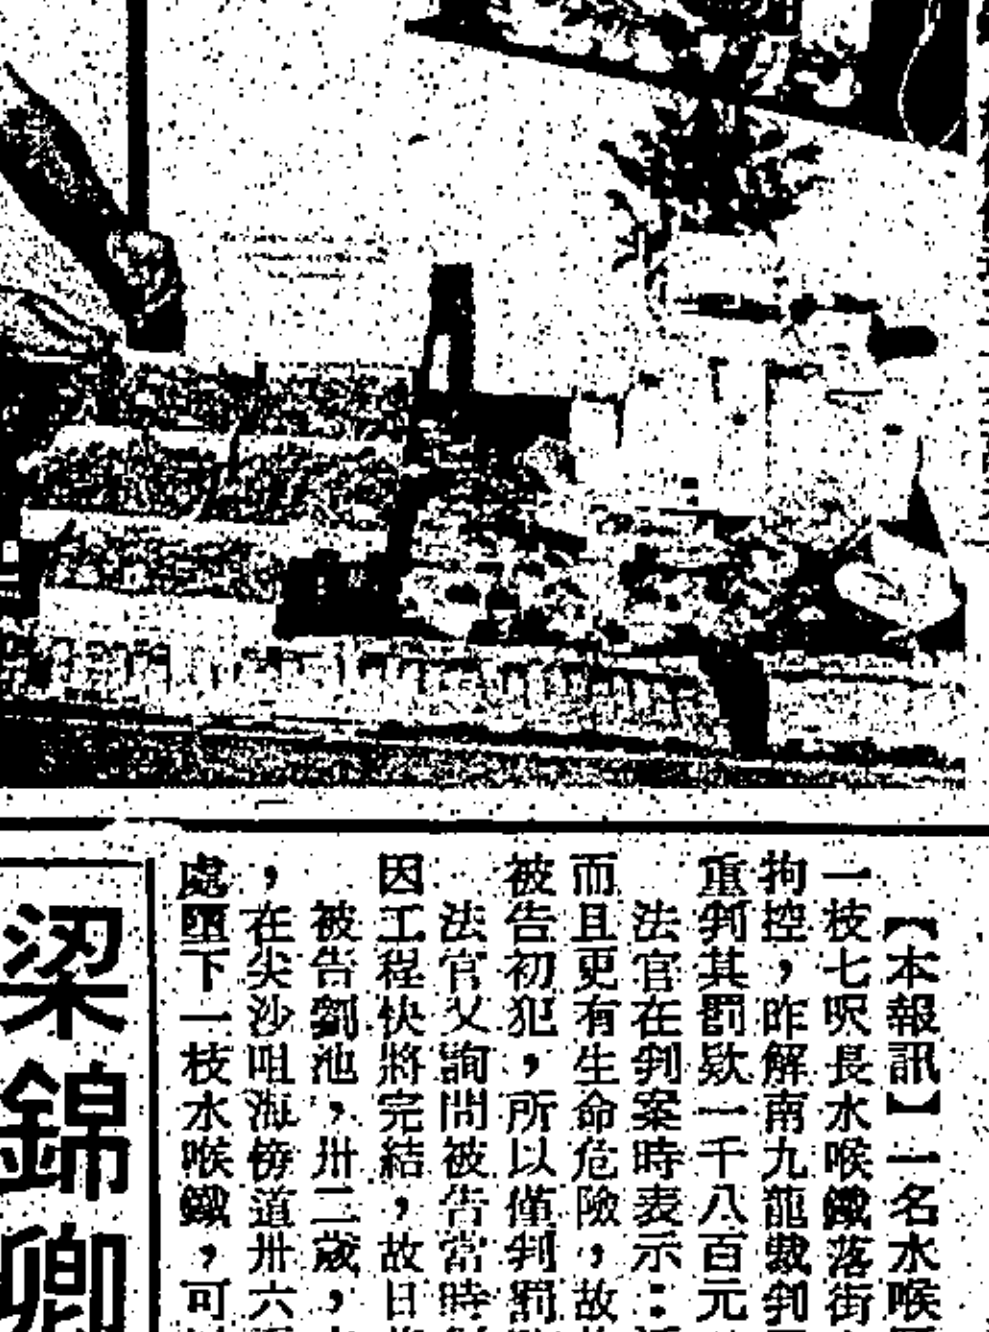 【本報訊】一名水喉
一枝七呎長水喉鐵落街
拘控，昨解南九龍裁判
重判其罰欵一千八百元
法官在判案時表示：
而且更有生命危險，故
被告初犯，所以僅判罰
法官又詢問被告當時
因工程快將完結，故日
被告劉池，卅二歲，
，在尖沙咀海傍道卅六
處墮下一枝水喉鐵，可
梁錦卿